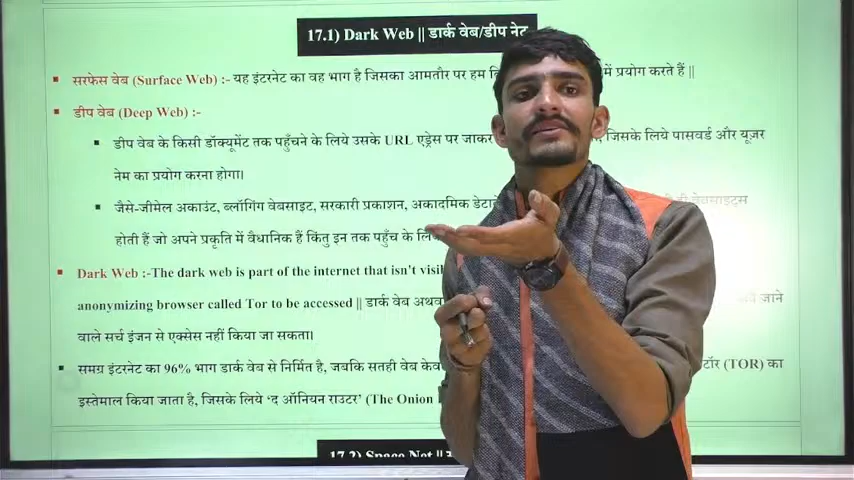 17.1) Dark Web || डार्क वेब/डीप नेट
▪ सरफेस वेब (Surface Web) :- यह इंटरनेट का वह भाग है जिसका आमतौर पर हम में प्रयोग करते हैं ||
▪ डीप वेब (Deep Web) :-
▪ डीप वेब के किसी डॉक्यूमेंट तक पहुँचने के लिये उसके URL एड्रेस पर जाकर जिसके लिये पासवर्ड और यूज़र
नेम का प्रयोग करना होगा।
▪ जैसे-जीमेल अकाउंट, ब्लॉगिंग वेबसाइट, सरकारी प्रकाशन, अकादमिक
होती हैं जो अपने प्रकृति में वैधानिक हैं किंतु इन तक पहुँच के
▪ Dark Web :-The dark web is part of the internet that isn't
anonymizing browser called Tor to be accessed || डार्क वेब जाने
वाले सर्च इंजन से एक्सेस नहीं किया जा सकता।
▪ समग्र इंटरनेट का 96% भाग डार्क वेब से निर्मित है, जबकि सतही वेब (TOR) का
इस्तेमाल किया जाता है, जिसके लिये 'द ऑनियन राउटर' (The Onion
17.2) Space Net ||